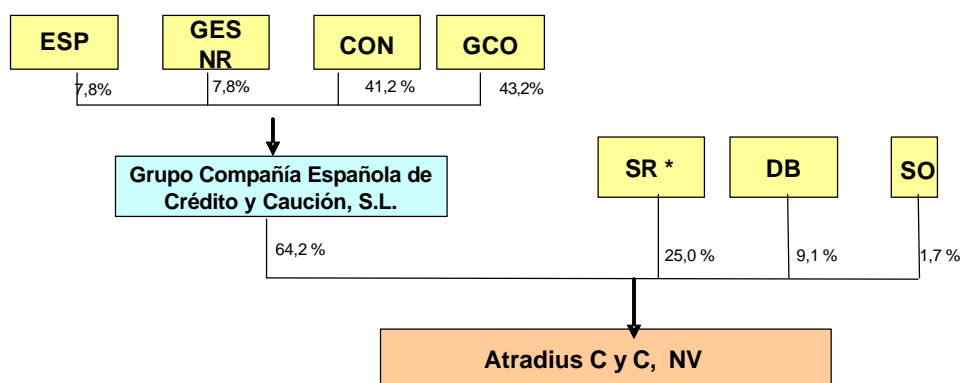 ESP
GES
NR
CON
GCO
7,8%
7,8%
41,2 %
43,2%
Grupo Compañía Española de
Crédito y Caución, S.L.
SR *
DB
SO
64,2 %
25,0 %
9,1 %
1,7 %
Atradius C y C, NV